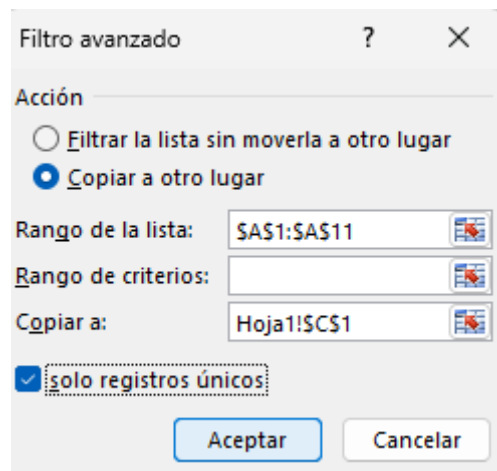 Filtro avanzado ?
Acción
Filtrar la lista sin moverla a otro lugar
Copiar a otro lugar
Rango de la lista: $A$1:$A$11
Rango de criterios:
Copiar a: Hoja1!$C$1
solo registros únicos
Aceptar Cancelar